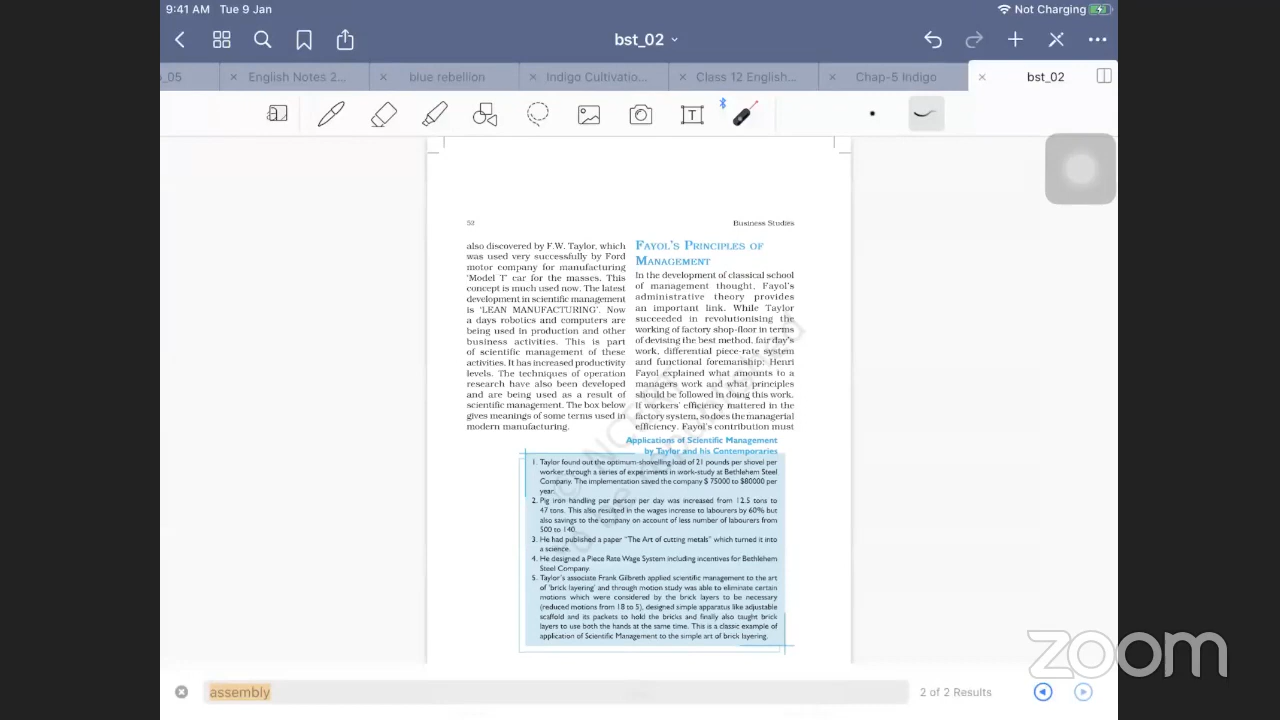 9:41 AM Tue 9 Jan
Not Charging
bst_02
_05
English Notes 2...
blue rebellion
Indigo Cultivatio...
Class 12 English...
Chap-5 Indigo
bst_02
52
Business Studies
also discovered by F.W. Taylor, which
was used very successfully by Ford
motor company for manufacturing
'Model T' car for the masses. This
concept is much used now. The latest
development in scientific management
is 'LEAN MANUFACTURING'. Now
a days robotics and computers are
being used in production and other
business activities. This is part
of scientific management of these
activities. It has increased productivity
levels. The techniques of operation
research have also been developed
and are being used as a result of
scientific management. The box below
gives meanings of some terms used in
modern manufacturing.
FAYOL'S PRINCIPLES OF
MANAGEMENT
In the development of classical school
of management thought, Fayol's
administrative theory provides
an important link. While Taylor
succeeded in revolutionising the
working of factory shop-floor in terms
of devising the best method, fair day's
work, differential piece-rate system
and functional foremanship; Henri
Fayol explained what amounts to a
manager's work and what principles
should be followed in doing this work.
If workers' efficiency mattered in the
factory system, so does the managerial
efficiency. Fayol's contribution must
Applications of Scientific Management
by Taylor and his Contemporaries
1. Taylor found out the optimum-shovelling load of 21 pounds per shovel per
worker through a series of experiments in work-study at Bethlehem Steel
Company. The implementation saved the company $ 75000 to $80000 per
year.
2. Pig iron handling per person per day was increased from 12.5 tons to
47 tons. This also resulted in the wages increase to labourers by 60% but
also savings to the company on account of less number of labourers from
500 to 140.
3. He had published a paper "The Art of cutting metals" which turned it into
a science.
4. He designed a Piece Rate Wage System including incentives for Bethlehem
Steel Company.
5. Taylor's associate Frank Gilbreth applied scientific management to the art
of 'brick layering' and through motion study was able to eliminate certain
motions which were considered by the brick layers to be necessary
(reduced motions from 18 to 5), designed simple apparatus like adjustable
scaffold and its packets to hold the bricks and finally also taught brick
layers to use both the hands at the same time. This is a classic example of
application of Scientific Management to the simple art of brick layering.
assembly
2 of 2 Results
zoom